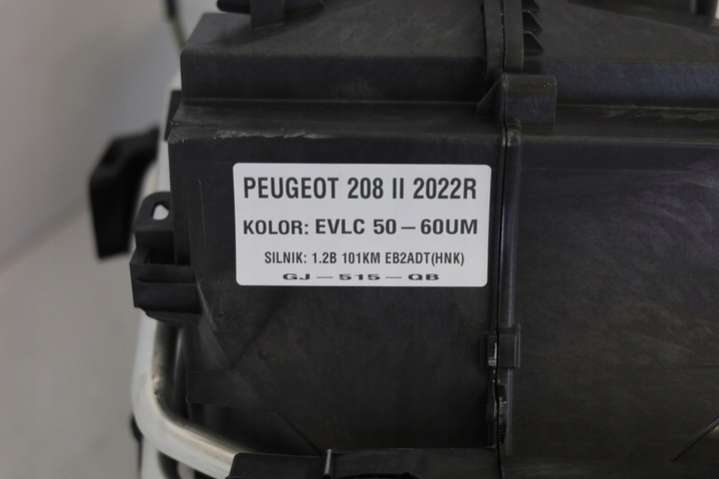 PEUGEOT 208 II 2022R
KOLOR: EVLC 50-60UM
SILNIK: 1.2B 101KM EB2ADT(HNK)
GJ-515-QB